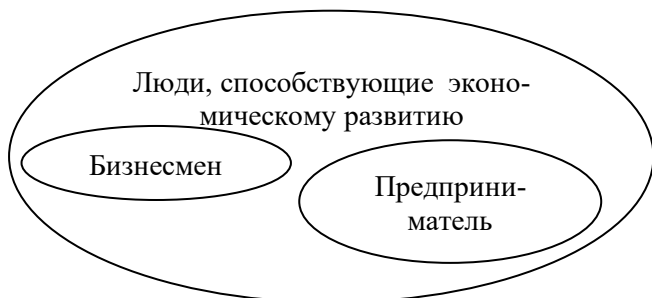 Люди, способствующие эконо-
мическому развитию
Бизнесмен
Предприни-
матель